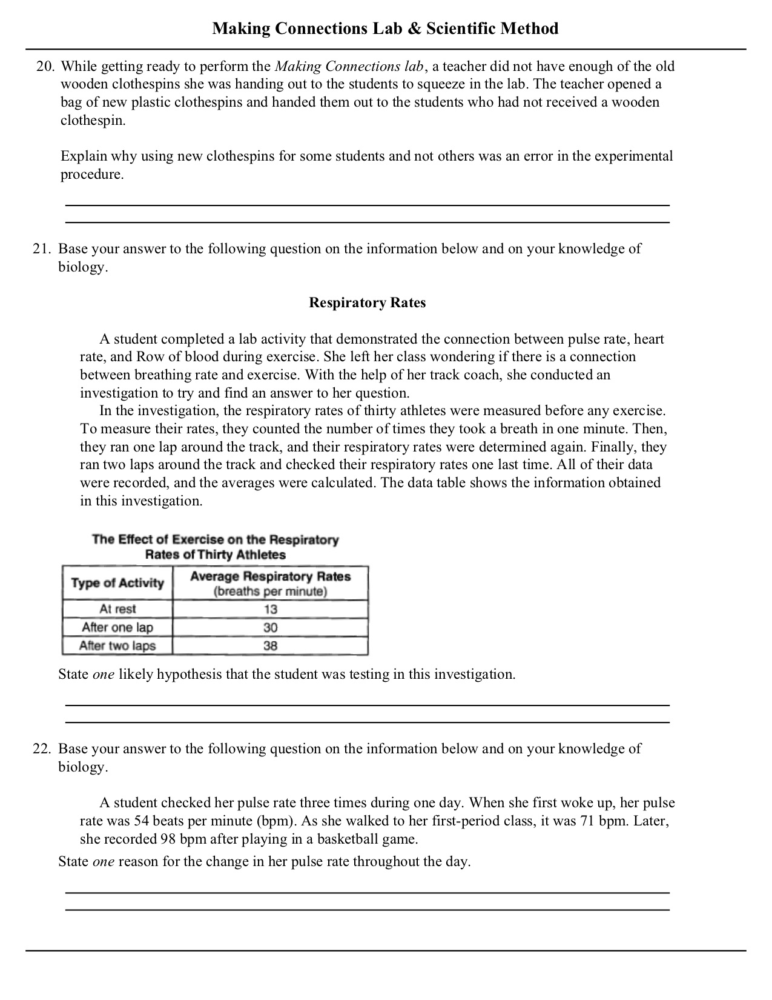 Making Connections Lab & Scientific Method
20. While getting ready to perform the Making Connections lab, a teacher did not have enough of the old
wooden clothespins she was handing out to the students to squeeze in the lab. The teacher opened a
bag of new plastic clothespins and handed them out to the students who had not received a wooden
clothespin.
Explain why using new clothespins for some students and not others was an error in the experimental
procedure.
21. Base your answer to the following question on the information below and on your knowledge of
biology.
Respiratory Rates
A student completed a lab activity that demonstrated the connection between pulse rate, heart
rate, and Row of blood during exercise. She left her class wondering if there is a connection
between breathing rate and exercise. With the help of her track coach, she conducted an
investigation to try and find an answer to her question.
In the investigation, the respiratory rates of thirty athletes were measured before any exercise.
To measure their rates, they counted the number of times they took a breath in one minute. Then,
they ran one lap around the track, and their respiratory rates were determined again. Finally, they
ran two laps around the track and checked their respiratory rates one last time. All of their data
were recorded, and the averages were calculated. The data table shows the information obtained
in this investigation.
The Effect of Exercise on the Respiratory
Rates of Thirty Athletes
Type of Activity
Average Respiratory Rates
(breaths per minute)
At rest 13
After one lap 30
After two laps 38
State one likely hypothesis that the student was testing in this investigation.
22. Base your answer to the following question on the information below and on your knowledge of
biology.
A student checked her pulse rate three times during one day. When she first woke up, her pulse
rate was 54 beats per minute (bpm). As she walked to her first-period class, it was 71 bpm. Later,
she recorded 98 bpm after playing in a basketball game.
State one reason for the change in her pulse rate throughout the day.